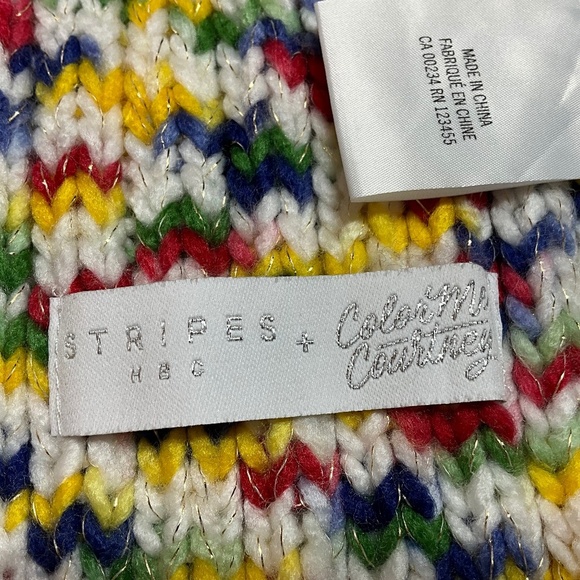 MADE IN CHINA
FABRIQUÉ EN CHINE
CA 00234 RN 123455
STRIPES +
HBC
Color Me
Courtney